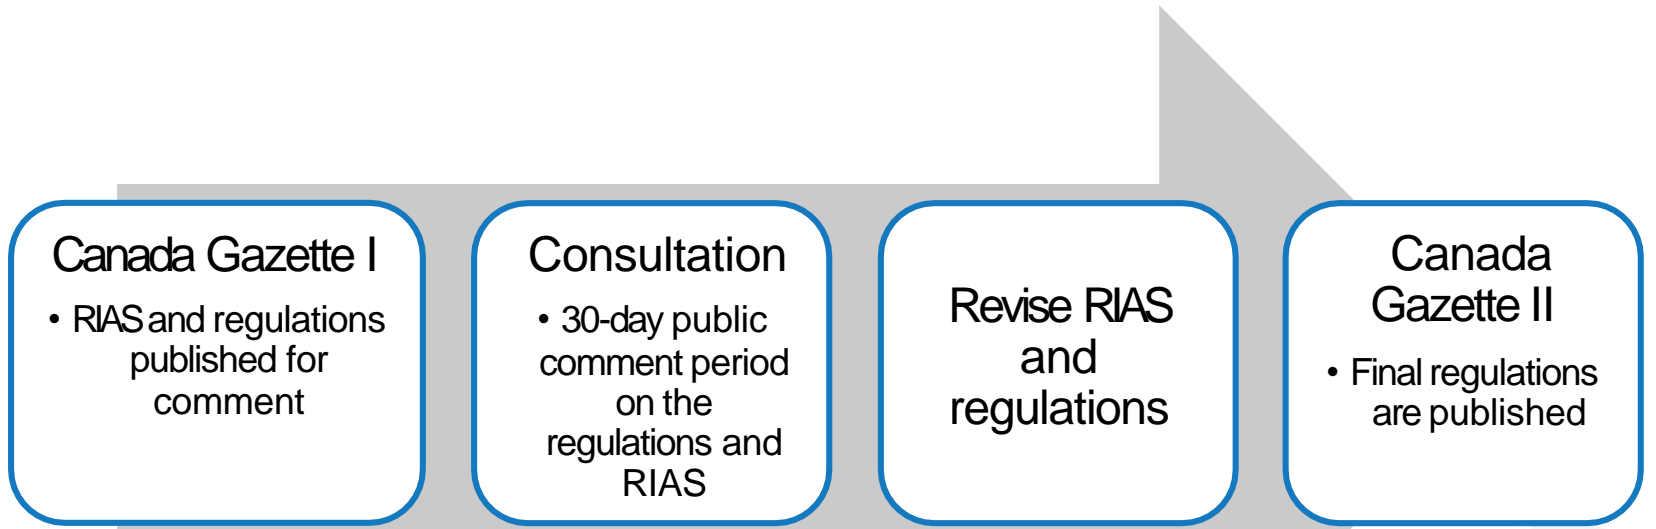 Canada Gazette I
• RIAS and regulations
published for
comment
Consultation
• 30-day public
comment period
on the
regulations and
RIAS
Revise RIAS
and
regulations
Canada
Gazette II
• Final regulations
are published